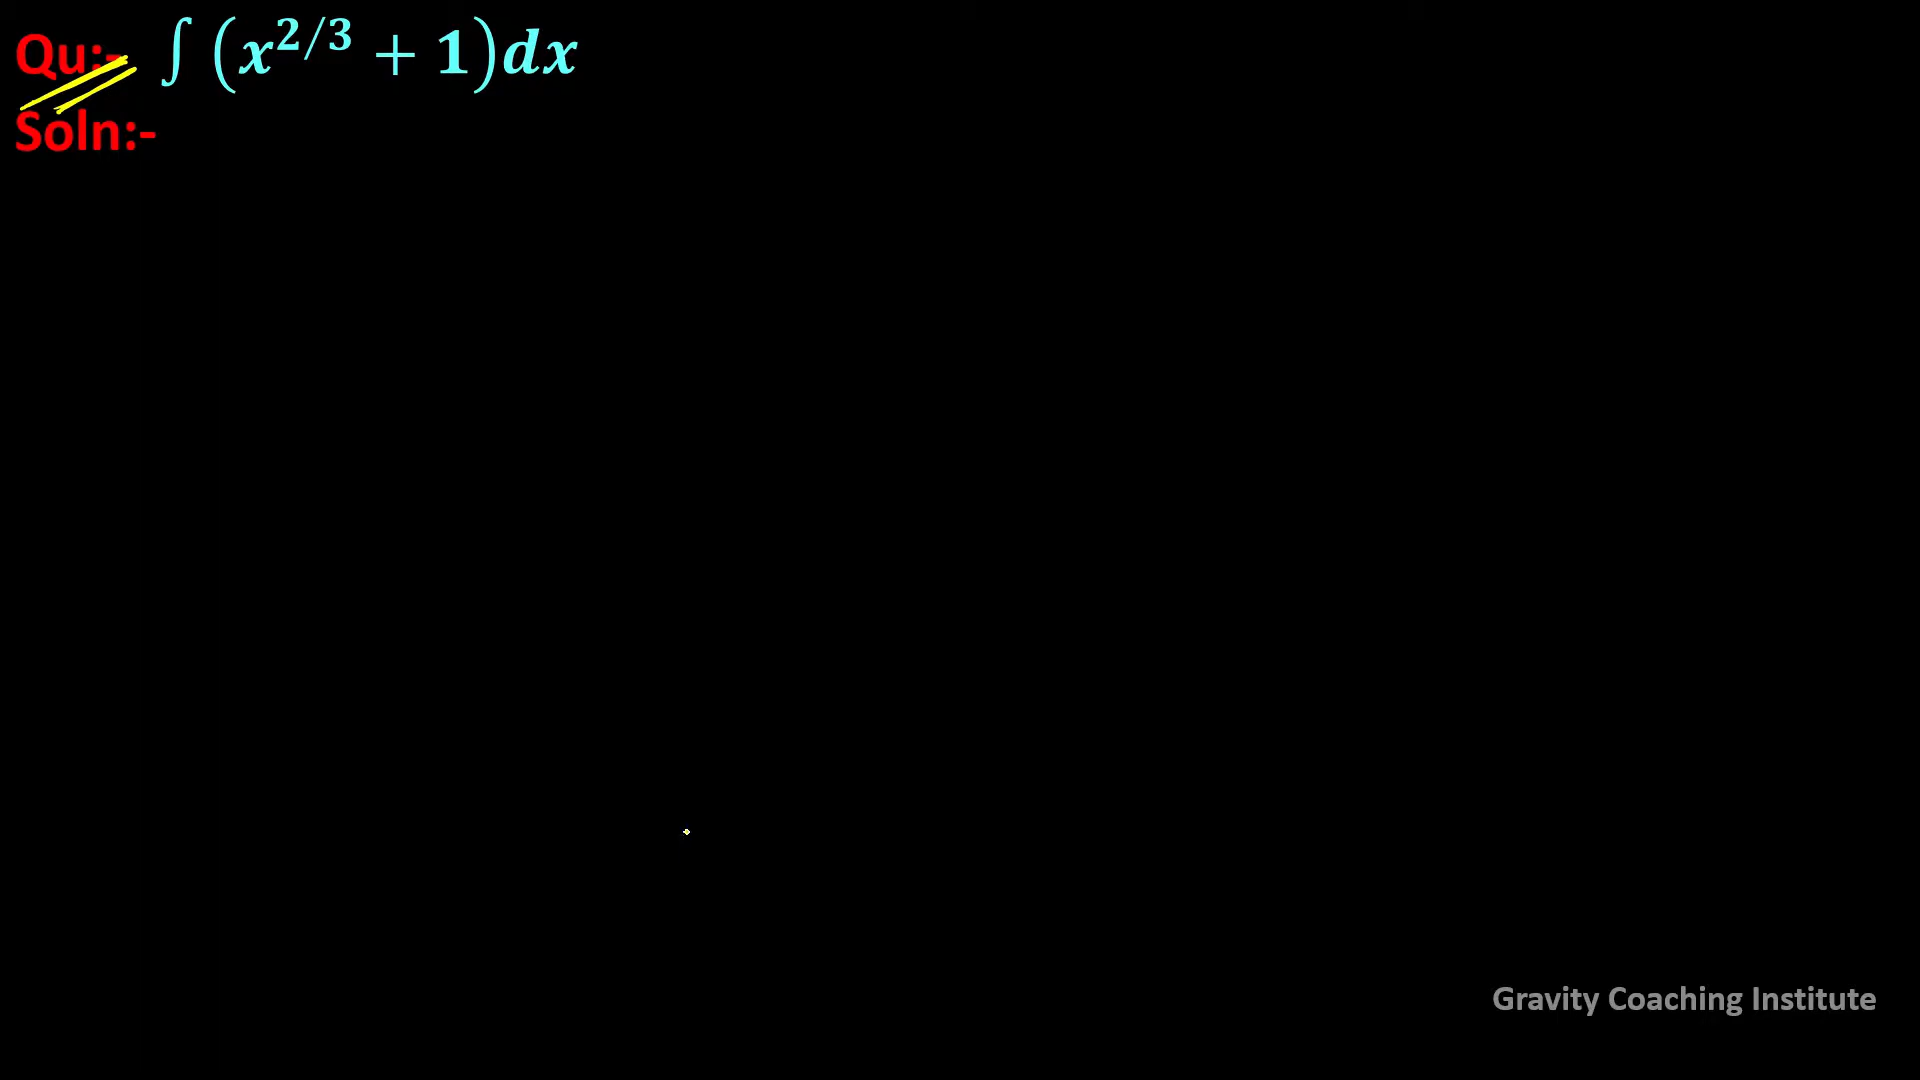 Qu:- ∫ (x^{2/3} + 1)dx
Soln:-
Gravity Coaching Institute